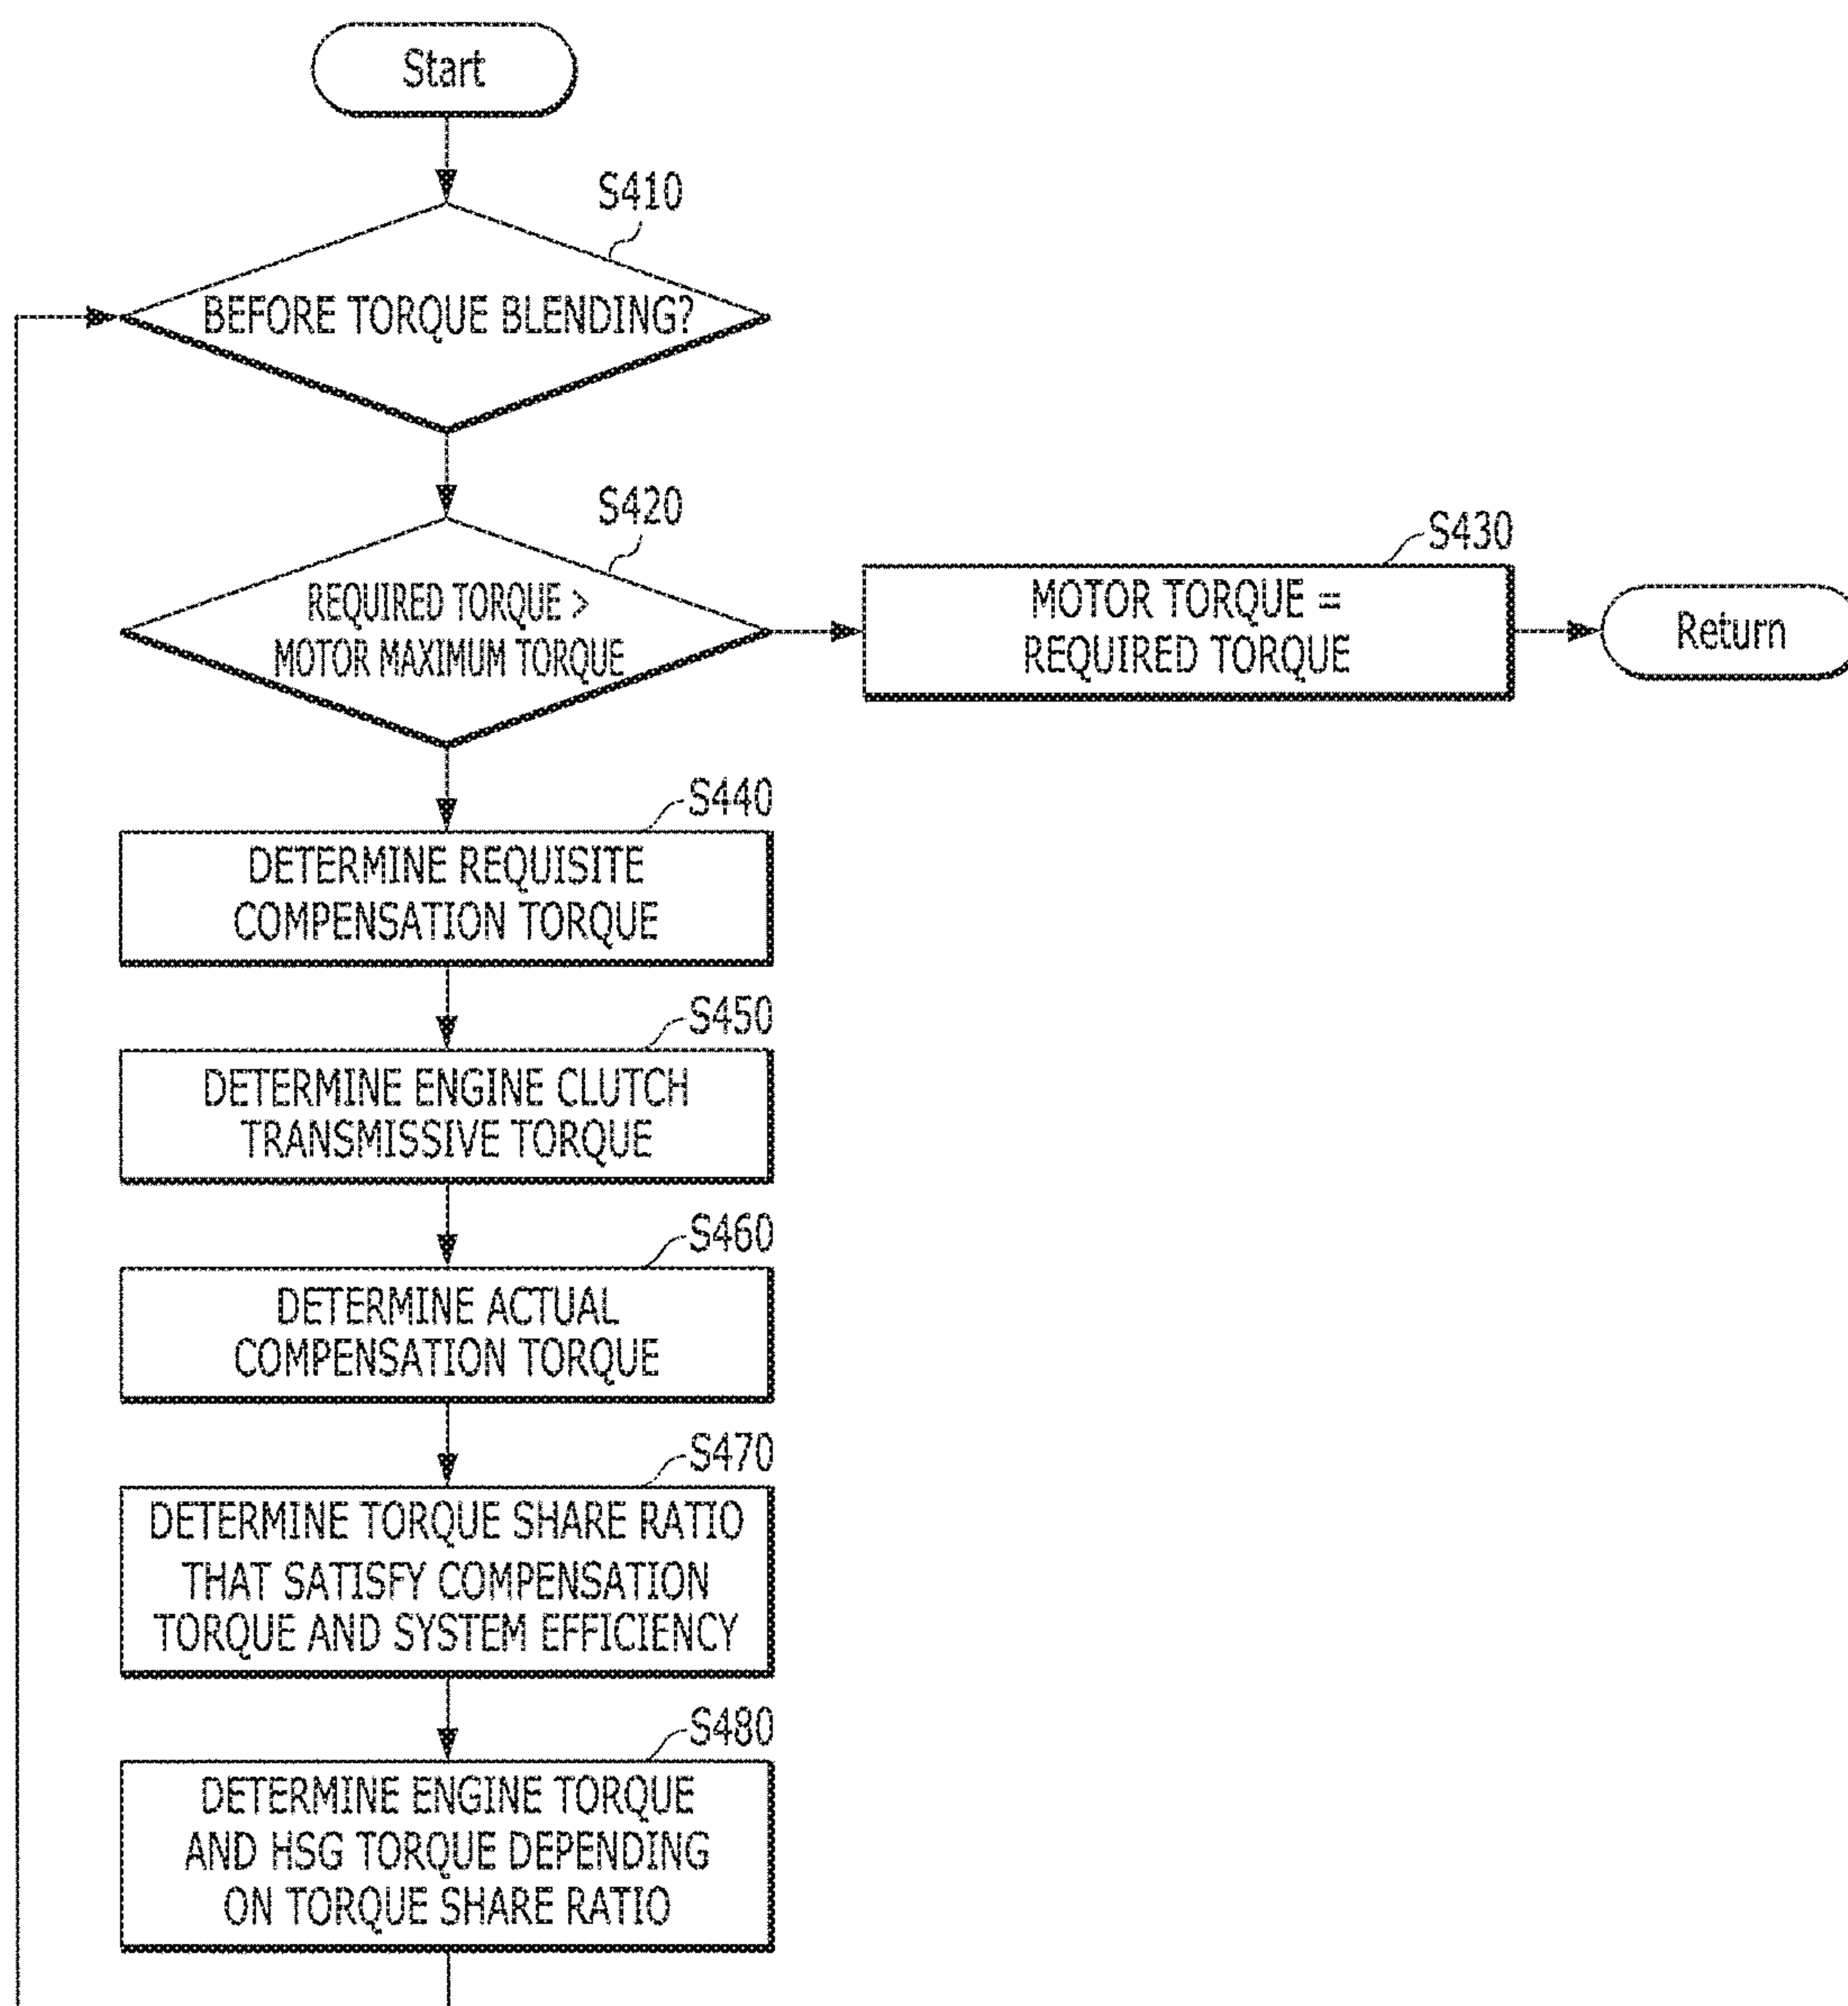 Start
S410
BEFORE TORQUE BLENDING?
S420
REQUIRED TORQUE >
MOTOR MAXIMUM TORQUE
S430
MOTOR TORQUE =
REQUIRED TORQUE
Return
S440
DETERMINE REQUISITE
COMPENSATION TORQUE
S450
DETERMINE ENGINE CLUTCH
TRANSMISSIVE TORQUE
S460
DETERMINE ACTUAL
COMPENSATION TORQUE
S470
DETERMINE TORQUE SHARE RATIO
THAT SATISFY COMPENSATION
TORQUE AND SYSTEM EFFICIENCY
S480
DETERMINE ENGINE TORQUE
AND HSG TORQUE DEPENDING
ON TORQUE SHARE RATIO